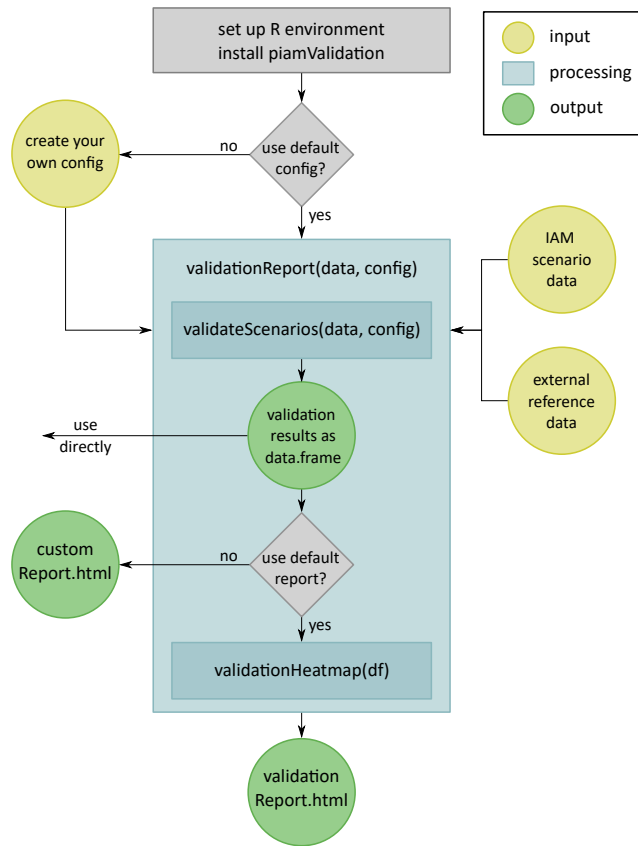 set up R environment
install piamValidation
input
processing
output
create your
own config
no
use default
config?
yes
validationReport(data, config)
IAM
scenario
data
validateScenarios(data, config)
external
reference
data
validation
results as
data.frame
use
directly
custom
Report.html
no
use default
report?
yes
validationHeatmap(df)
validation
Report.html